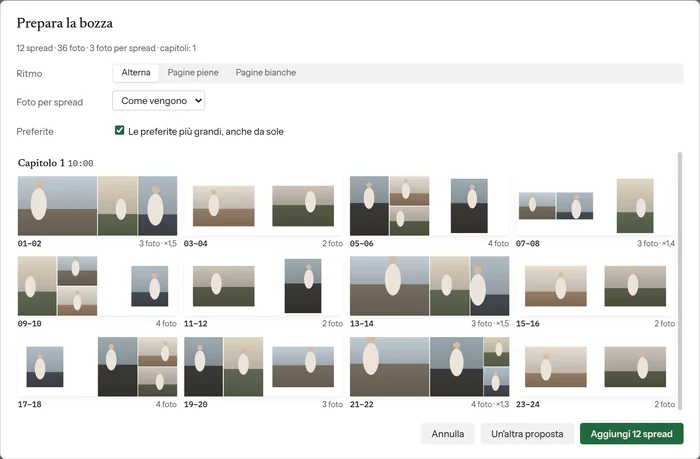 Prepara la bozza
12 spread · 36 foto · 3 foto per spread · capitoli: 1
Ritmo Alterna Pagine piene Pagine bianche
Foto per spread Come vengono
Preferite Le preferite più grandi, anche da sole
Capitolo 1 10:00
01–02 3 foto · ×1,5 03–04 2 foto 05–06 4 foto 07–08 3 foto · ×1,4
09–10 4 foto 11–12 2 foto 13–14 3 foto · ×1,5 15–16 2 foto
17–18 4 foto 19–20 3 foto 21–22 4 foto · ×1,3 23–24 2 foto
Annulla Un'altra proposta Aggiungi 12 spread